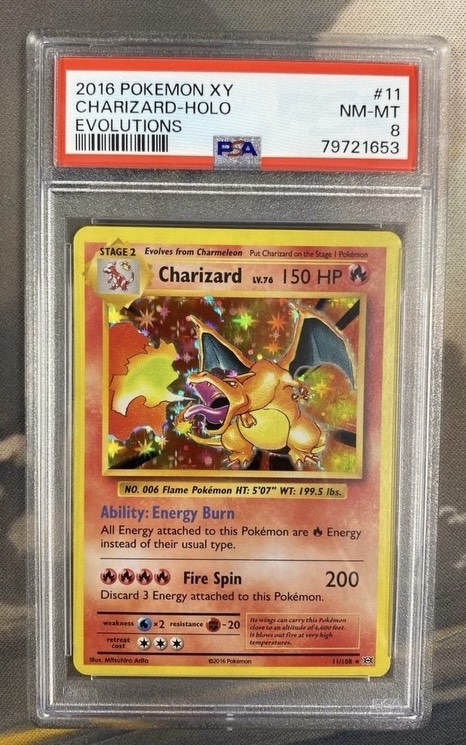 2016 POKEMON XY #11
CHARIZARD-HOLO NM-MT
EVOLUTIONS 8
PSA 79721653
STAGE 2 Evolves from Charmeleon Put Charizard on the Stage 1 Pokémon
Charizard LV.76 150 HP
NO. 006 Flame Pokémon HT: 5'07" WT: 199.5 lbs.
Ability: Energy Burn
All Energy attached to this Pokémon are Energy
instead of their usual type.
Fire Spin 200
Discard 3 Energy attached to this Pokémon.
weakness ×2 resistance -20
retreat
cost
Its wings can carry this Pokémon
close to an altitude of 4,600 feet.
It blows out fire at very high
temperatures.
Illus. Mitsuhiro Arita ©2016 Pokémon 11/108 ★